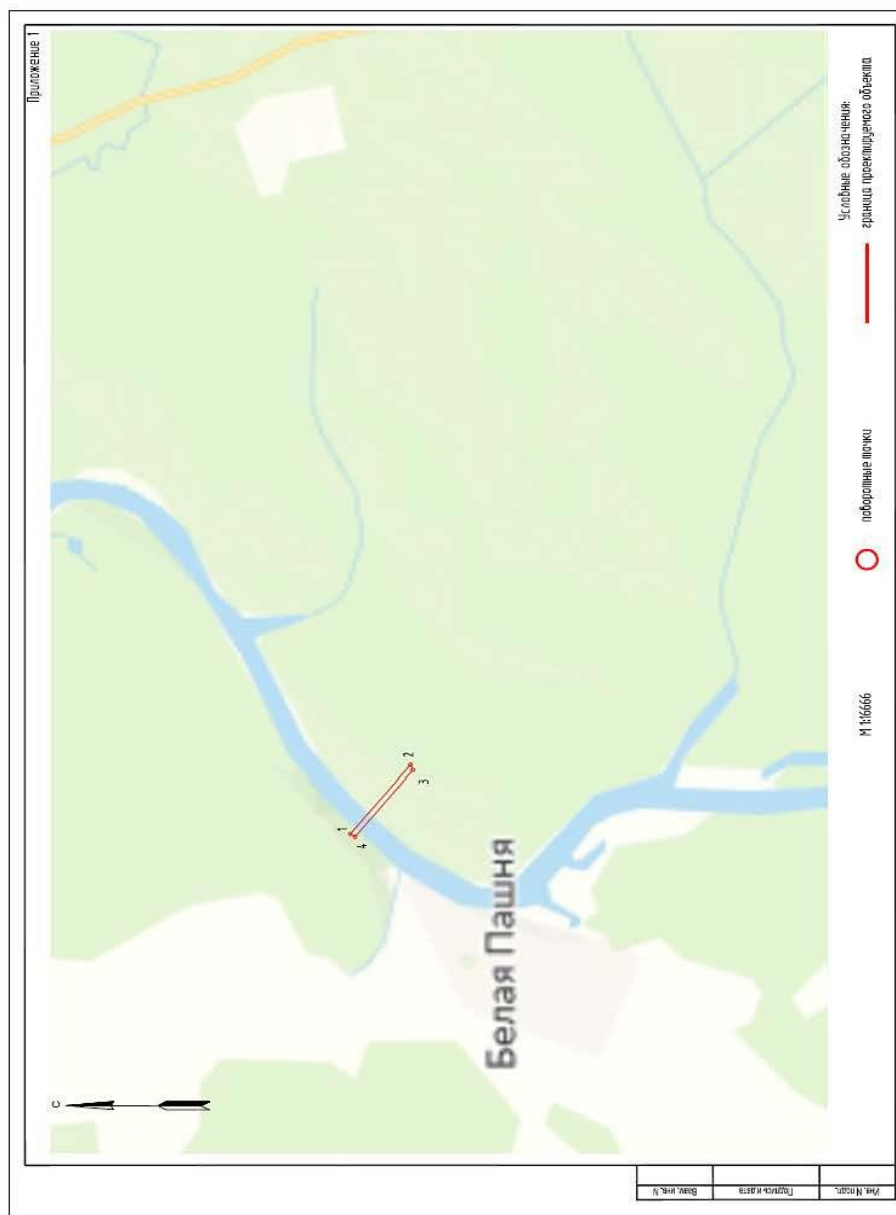 Приложение 1
С
1
4
2
3
Белая Пашня
Условные обозначения:
М 1:16666
поворотные точки
граница проектируемого объекта
Взам. инв. N
Подпись и дата
Инв. N подл.